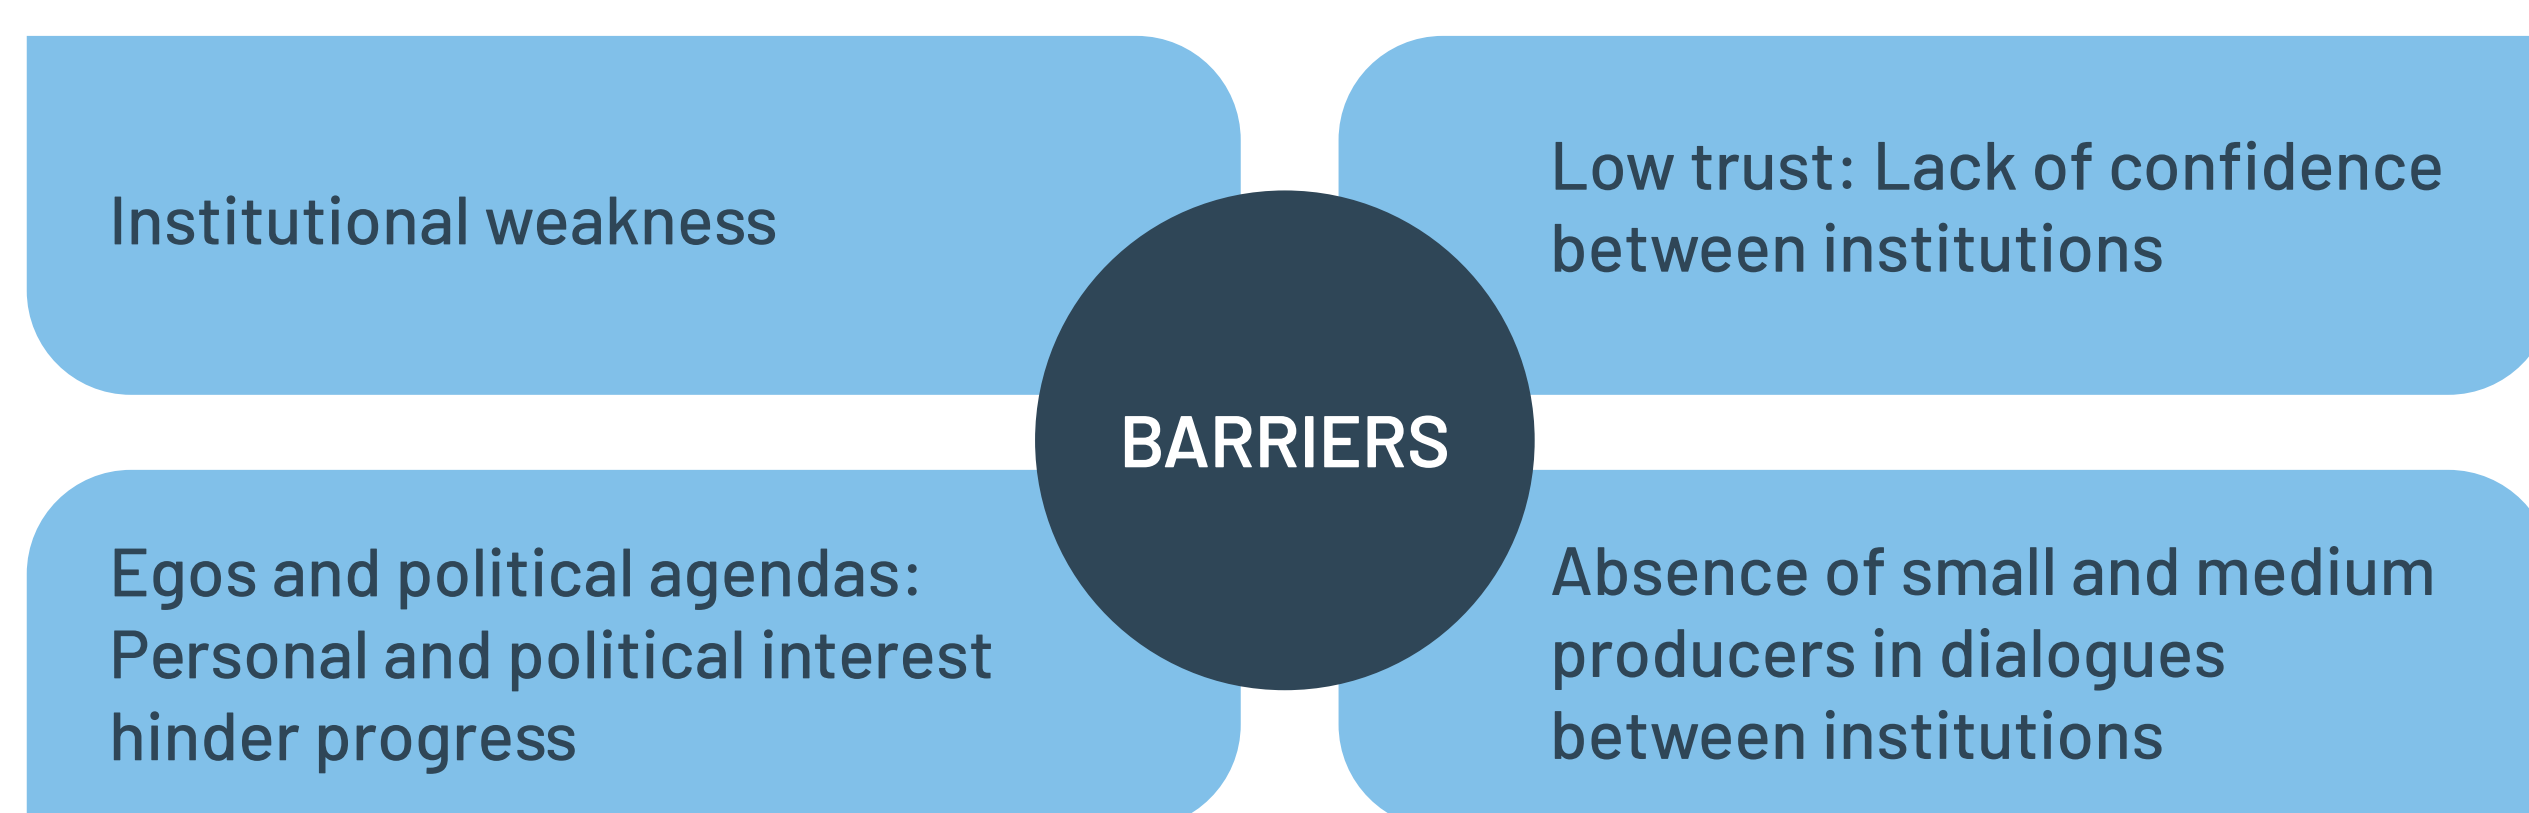 Institutional weakness
Low trust: Lack of confidence
between institutions
BARRIERS
Egos and political agendas:
Personal and political interest
hinder progress
Absence of small and medium
producers in dialogues
between institutions